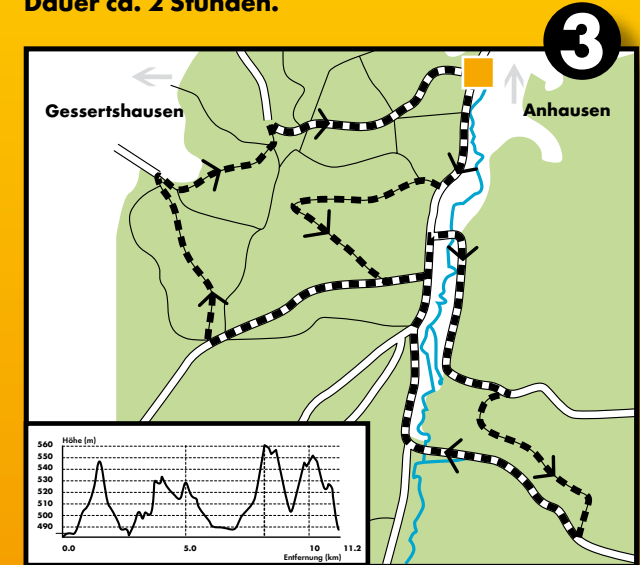 Dauer ca. 2 Stunden.
3
Gessertshausen
Anhausen
Höhe (m)
560
550
540
530
520
510
500
490
0.0 5.0 10 11.2
Entfernung (km)